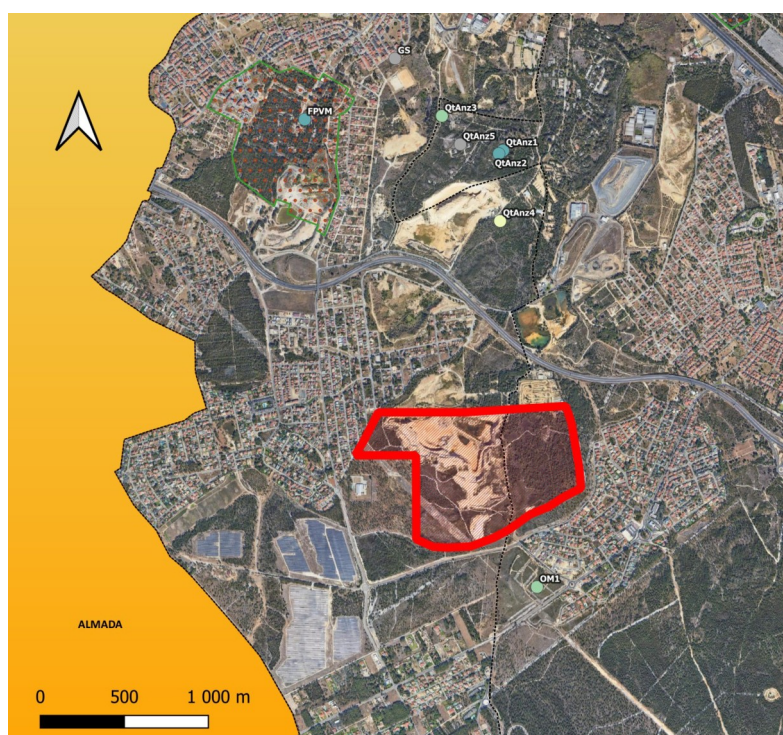 GS
FPVM
QtAnz3
QtAnz5
QtAnz1
QtAnz2
QtAnz4
OM1
ALMADA
0 500 1 000 m